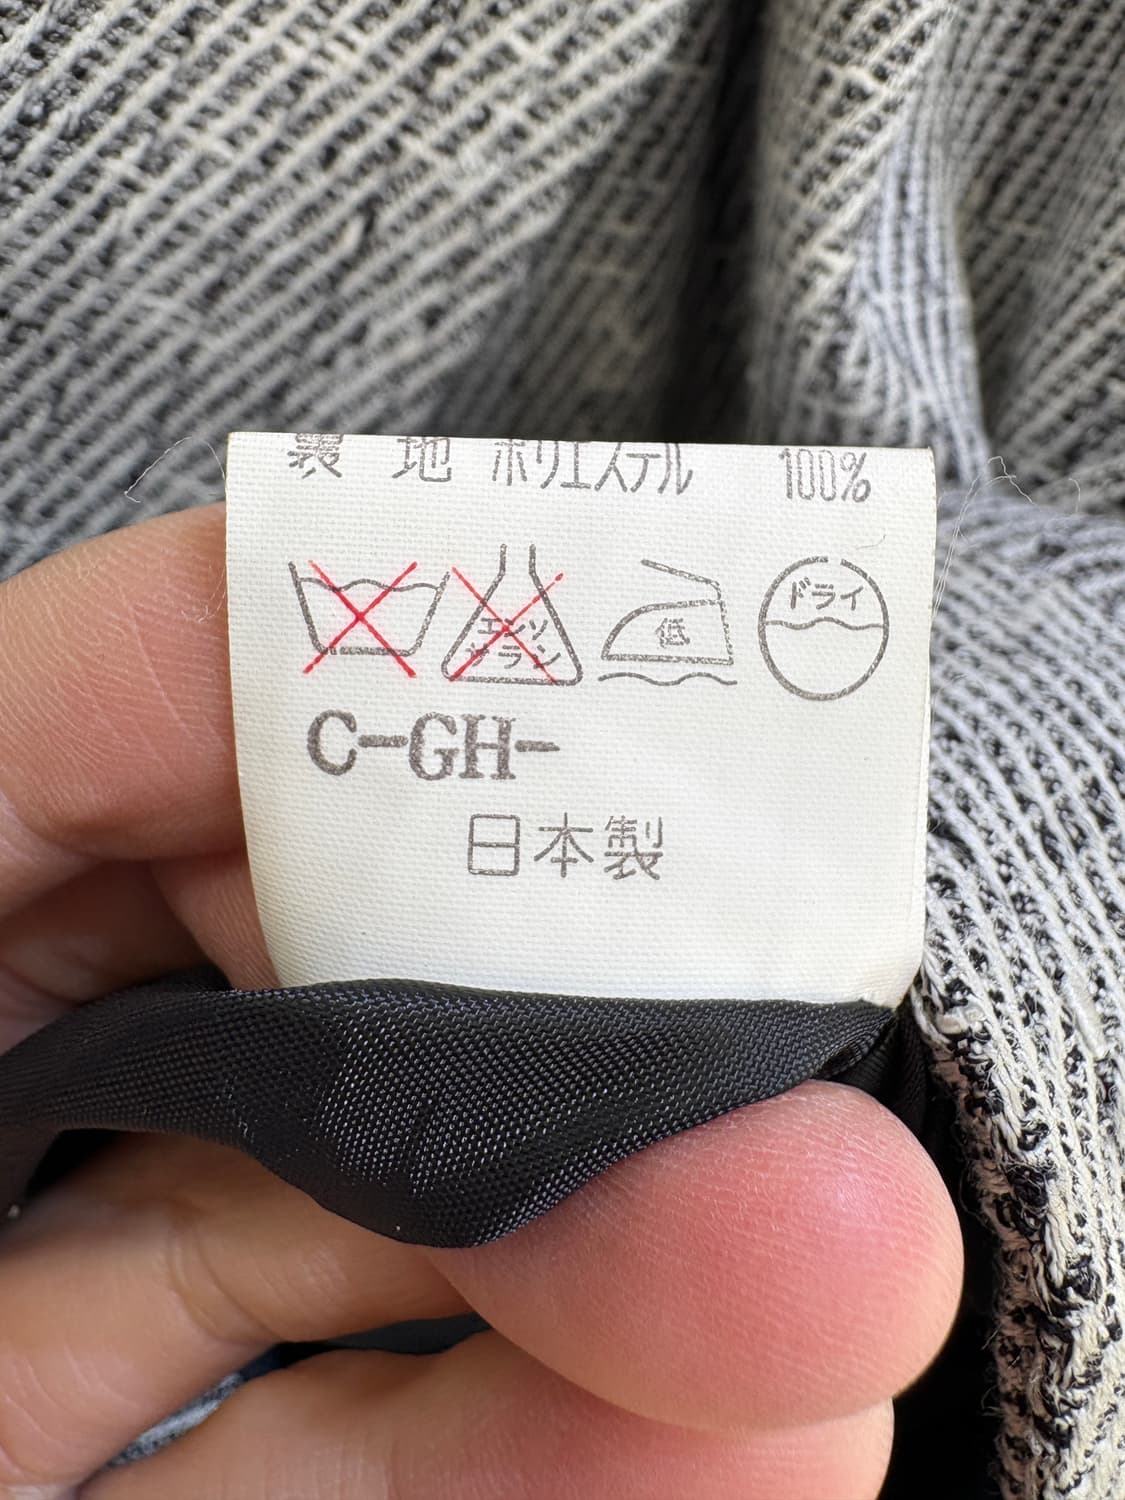 裏地 ポリエステル 100%
エンソサラシ 低 ドライ
C-GH-
日本製